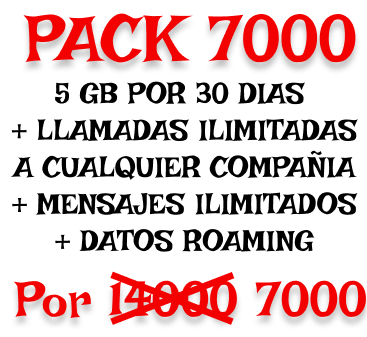 PACK 7000
5 GB POR 30 DIAS
+ LLAMADAS ILIMITADAS
A CUALQUIER COMPAÑIA
+ MENSAJES ILIMITADOS
+ DATOS ROAMING
Por 14000 7000